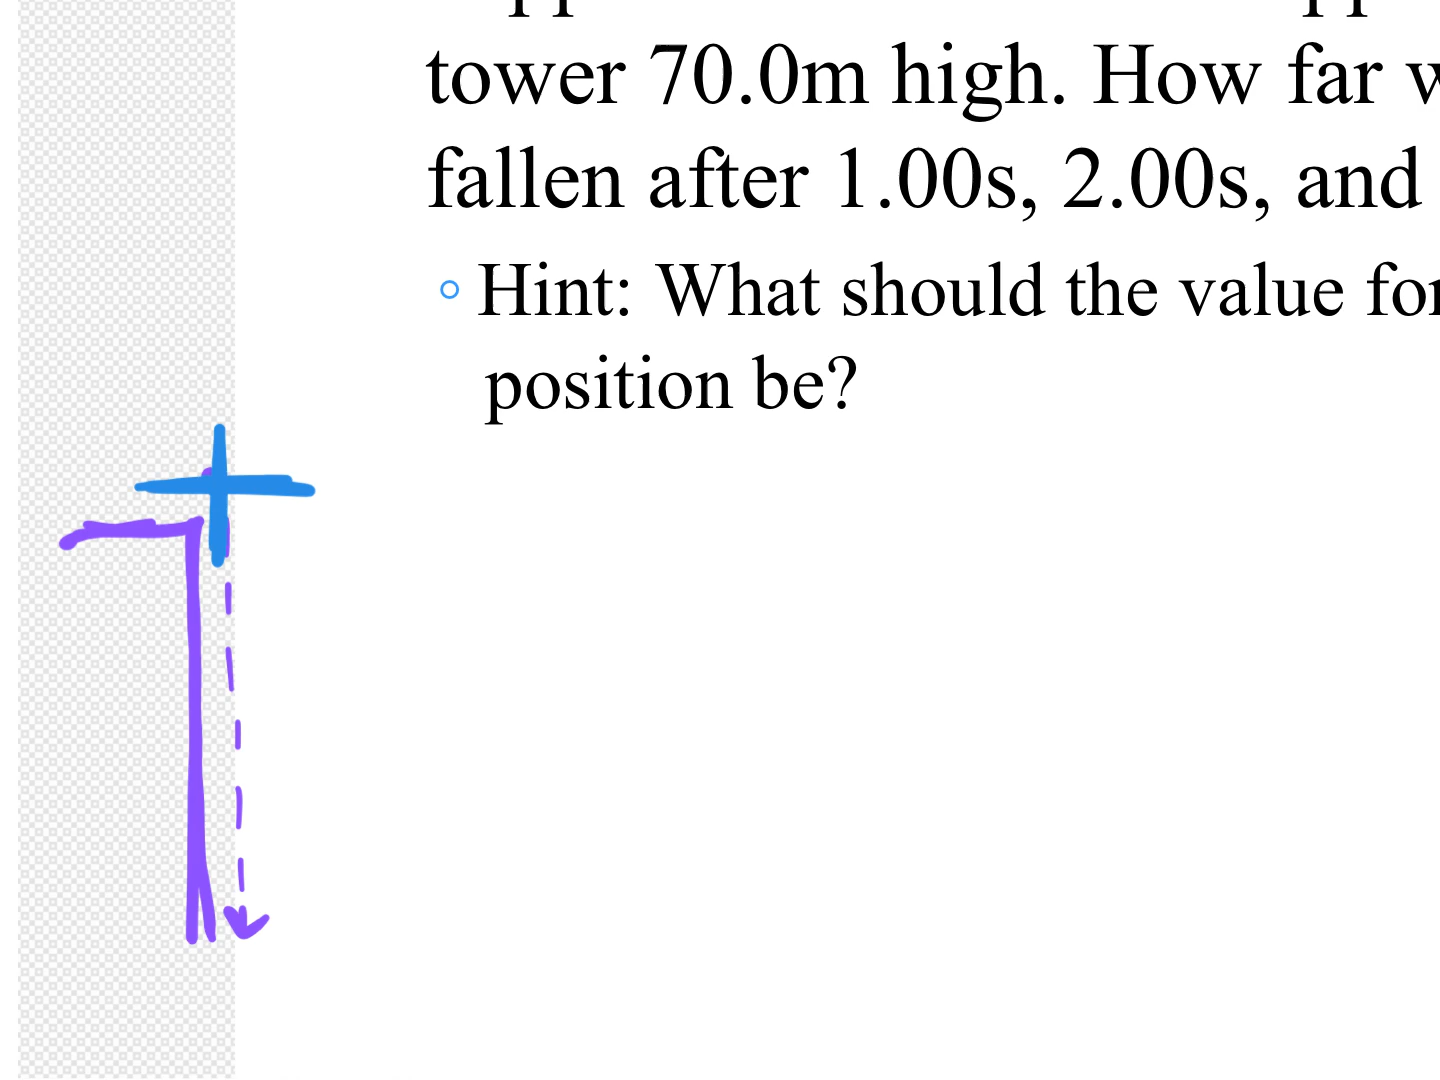 tower 70.0m high. How far
fallen after 1.00s, 2.00s, and
Hint: What should the value for
position be?